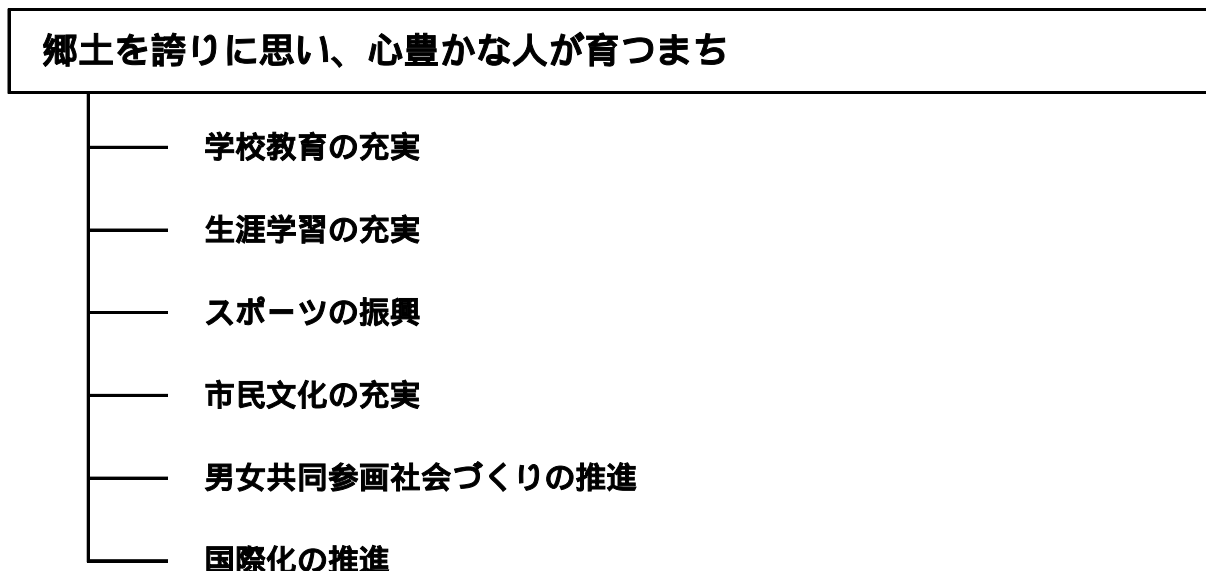 郷土を誇りに思い、心豊かな人が育つまち
学校教育の充実
生涯学習の充実
スポーツの振興
市民文化の充実
男女共同参画社会づくりの推進
国際化の推進